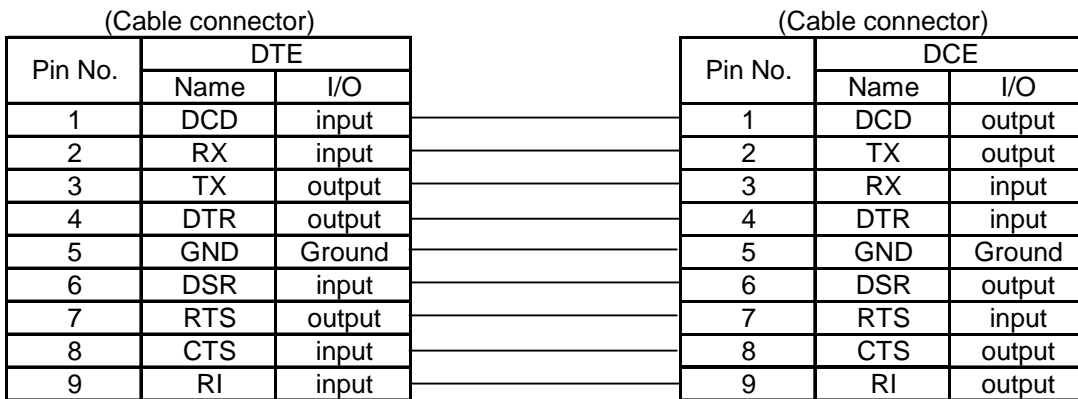 (Cable connector) (Cable connector)
Pin No. DTE Pin No. DCE
Name I/O Name I/O
1 DCD input 1 DCD output
2 RX input 2 TX output
3 TX output 3 RX input
4 DTR output 4 DTR input
5 GND Ground 5 GND Ground
6 DSR input 6 DSR output
7 RTS output 7 RTS input
8 CTS input 8 CTS output
9 RI input 9 RI output